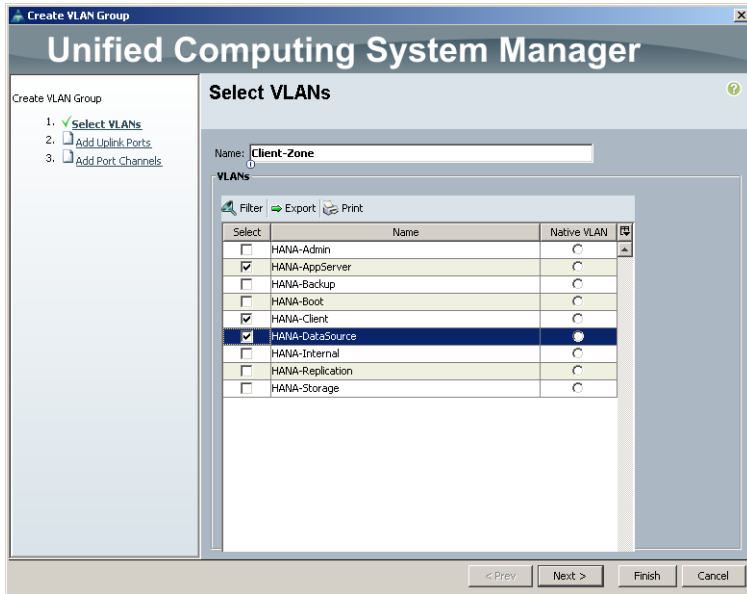 Create VLAN Group
Unified Computing System Manager
Create VLAN Group
1. Select VLANs
2. Add Uplink Ports
3. Add Port Channels
Select VLANs
Name: Client-Zone
VLANs
Filter Export Print
Select Name Native VLAN
HANA-Admin
HANA-AppServer
HANA-Backup
HANA-Boot
HANA-Client
HANA-DataSource
HANA-Internal
HANA-Replication
HANA-Storage
< Prev Next > Finish Cancel